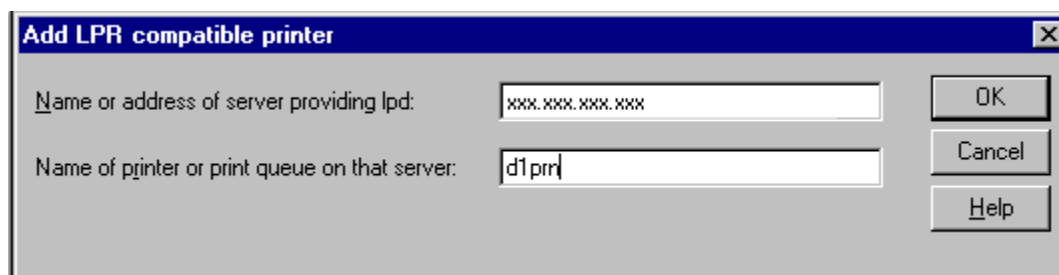 Add LPR compatible printer
Name or address of server providing lpd: xxx.xxx.xxx.xxx OK
Name of printer or print queue on that server: d1prn Cancel
Help